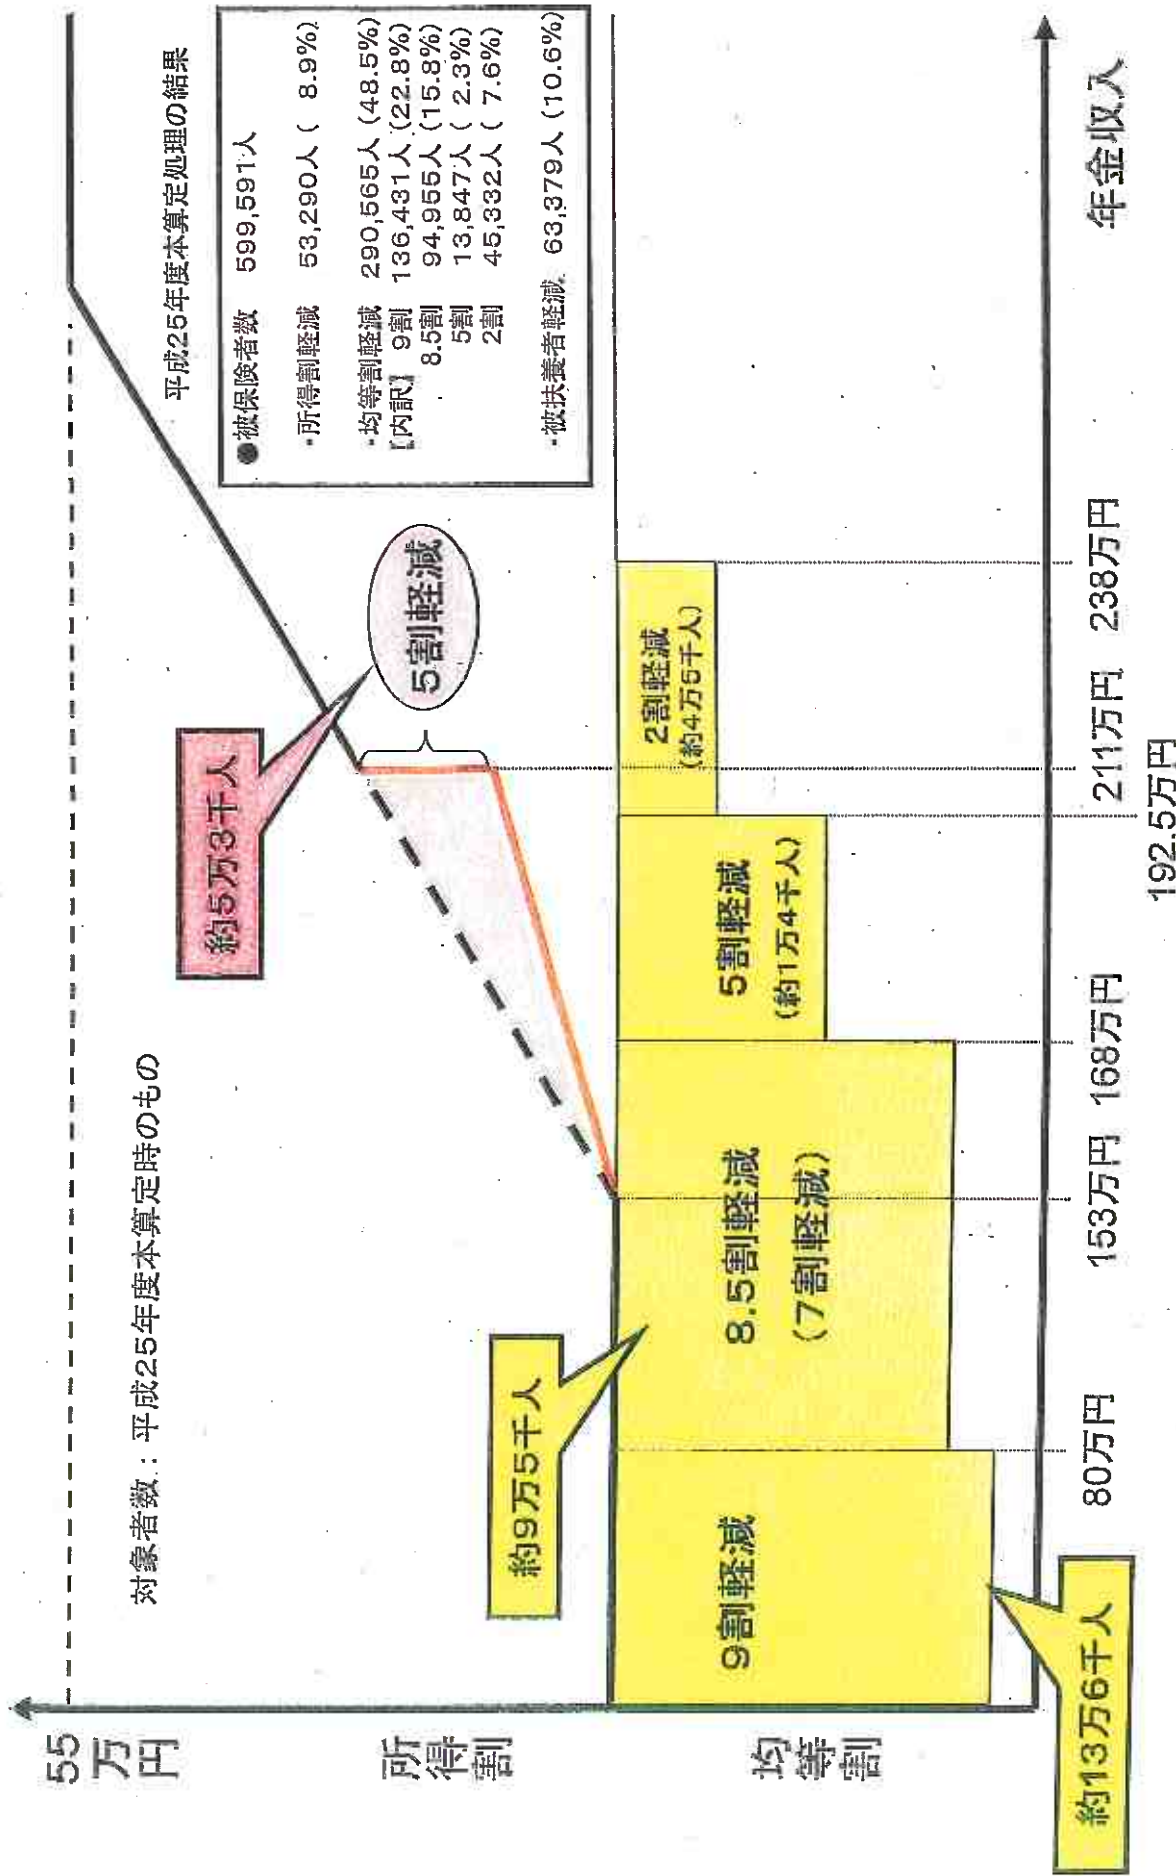 55
万円
所得割
均等割
対象者数：平成25年度本算定時のもの
平成25年度本算定処理の結果
●被保険者数 599,591人
・所得割軽減 53,290人（ 8.9%）
・均等割軽減 290,565人（48.5%）
【内訳】 9割 136,431人（22.8%）
8.5割 94,955人（15.8%）
5割 13,847人（ 2.3%）
2割 45,332人（ 7.6%）
・被扶養者軽減 63,379人（10.6%）
約5万3千人
5割軽減
約9万5千人
9割軽減
8.5割軽減
（7割軽減）
5割軽減
（約1万4千人）
2割軽減
（約4万5千人）
約13万6千人
80万円
153万円
168万円
192.5万円
211万円
238万円
年金収入